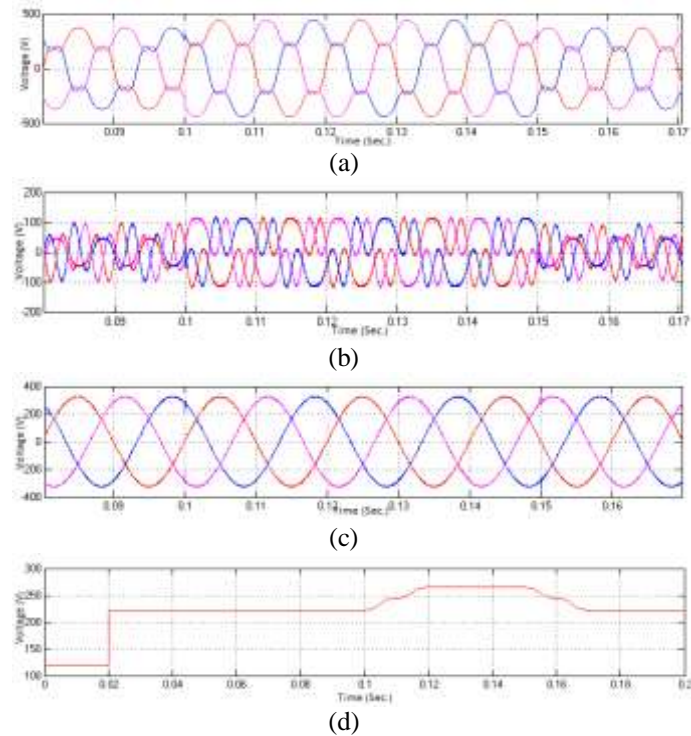 500
0
-500
Voltage (V)
0.09 0.1 0.11 0.12 0.13 0.14 0.15 0.16 0.17
Time (Sec.)
(a)
200
100
0
-100
-200
Voltage (V)
0.09 0.1 0.11 0.12 0.13 0.14 0.15 0.16 0.17
Time (Sec.)
(b)
400
200
0
-200
-400
Voltage (V)
0.09 0.1 0.11 0.12 0.13 0.14 0.15 0.16
Time (Sec.)
(c)
300
250
200
150
100
Voltage (V)
0 0.02 0.04 0.06 0.08 0.1 0.12 0.14 0.16 0.18 0.2
Time (Sec.)
(d)